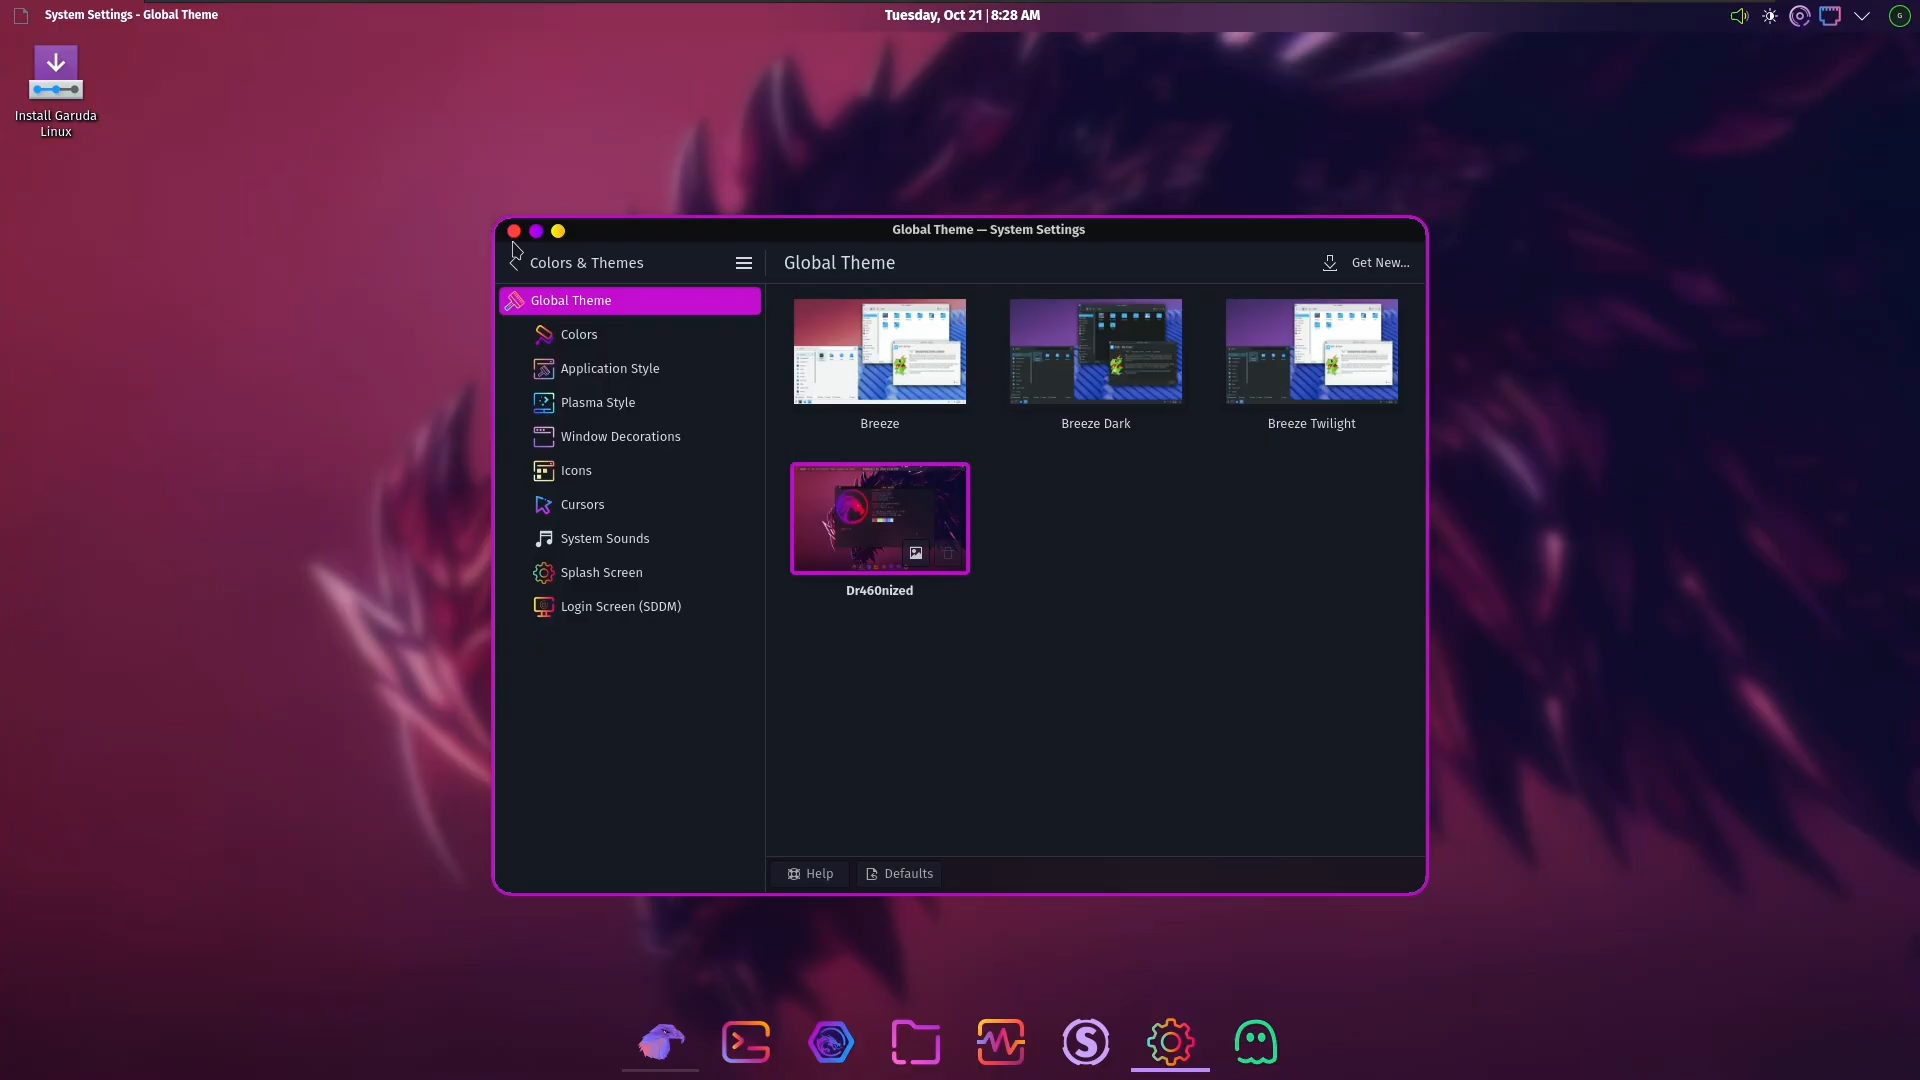 System Settings - Global Theme
Tuesday, Oct 21 | 8:28 AM
G
Install Garuda
Linux
Global Theme — System Settings
Colors & Themes
Global Theme
Get New...
Global Theme
Colors
Application Style
Plasma Style
Window Decorations
Icons
Cursors
System Sounds
Splash Screen
Login Screen (SDDM)
Breeze
Breeze Dark
Breeze Twilight
Dr460nized
Help
Defaults